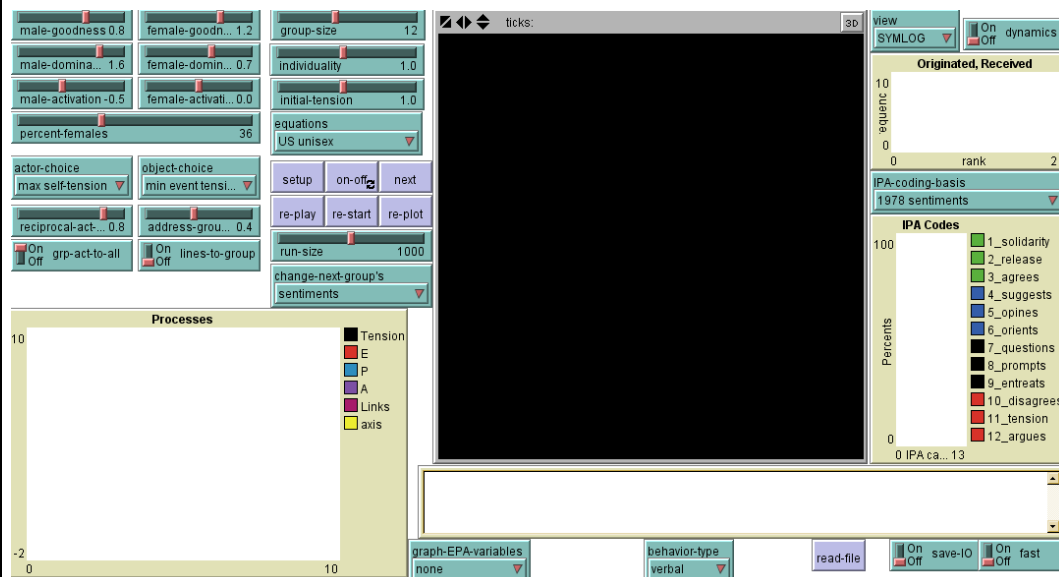 male-goodness 0.8
female-goodn... 1.2
male-domina... 1.6
female-domin... 0.7
male-activation -0.5
female-activati... 0.0
percent-females 36
actor-choice
max self-tension
object-choice
min event tensi...
reciprocal-act-... 0.8
address-grou... 0.4
On
Off
grp-act-to-all
On
Off
lines-to-group
group-size 12
individuality 1.0
initial-tension 1.0
equations
US unisex
setup
on-off
next
re-play
re-start
re-plot
run-size 1000
change-next-group's
sentiments
ticks:
3D
view
SYMLOG
On
Off
dynamics
Originated, Received
10
equenc
0
0
rank
2
IPA-coding-basis
1978 sentiments
IPA Codes
100
Percents
0
0 IPA ca... 13
1_solidarity
2_release
3_agrees
4_suggests
5_opines
6_orients
7_questions
8_prompts
9_entreats
10_disagrees
11_tension
12_argues
Processes
10
-2
0
10
Tension
E
P
A
Links
axis
graph-EPA-variables
none
behavior-type
verbal
read-file
On
Off
save-IO
On
Off
fast